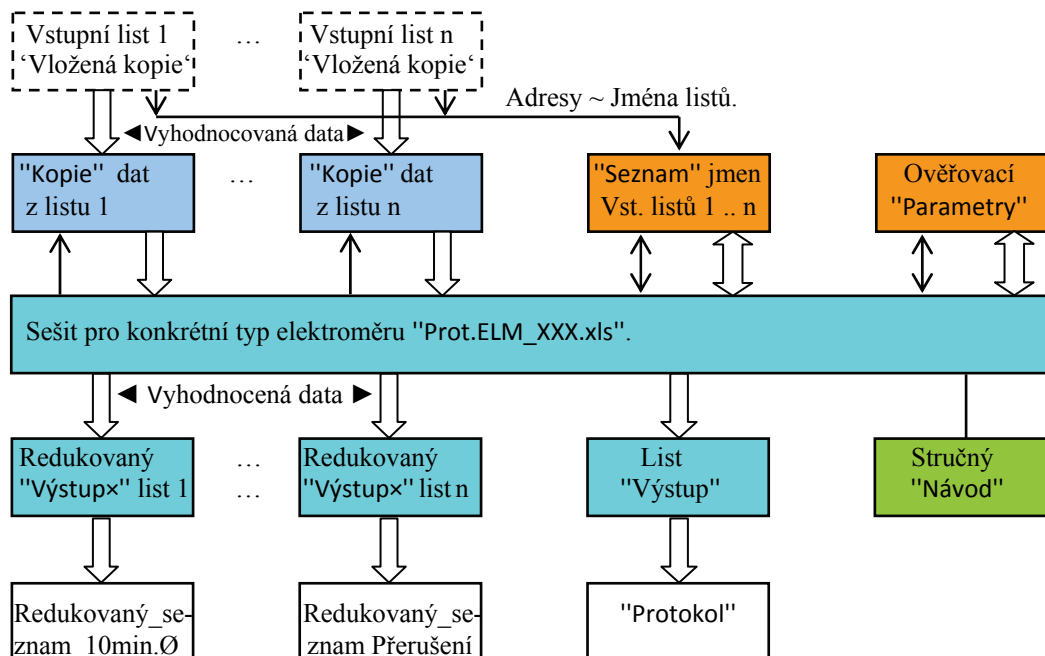 Vstupní list 1 … Vstupní list n
‘Vložená kopie‘ ‘Vložená kopie‘
Adresy ~ Jména listů.
◄Vyhodnocovaná data►
"Kopie" dat … "Kopie" dat "Seznam" jmen Ověřovací
z listu 1 z listu n Vst. listů 1 .. n "Parametry"
Sešit pro konkrétní typ elektroměru "Prot.ELM_XXX.xls".
◄ Vyhodnocená data ►
Redukovaný … Redukovaný List Stručný
"Výstup×" list 1 … "Výstup×" list n "Výstup" "Návod"
Redukovaný_se- Redukovaný_se- "Protokol"
znam_10min.Ø znam Přerušení